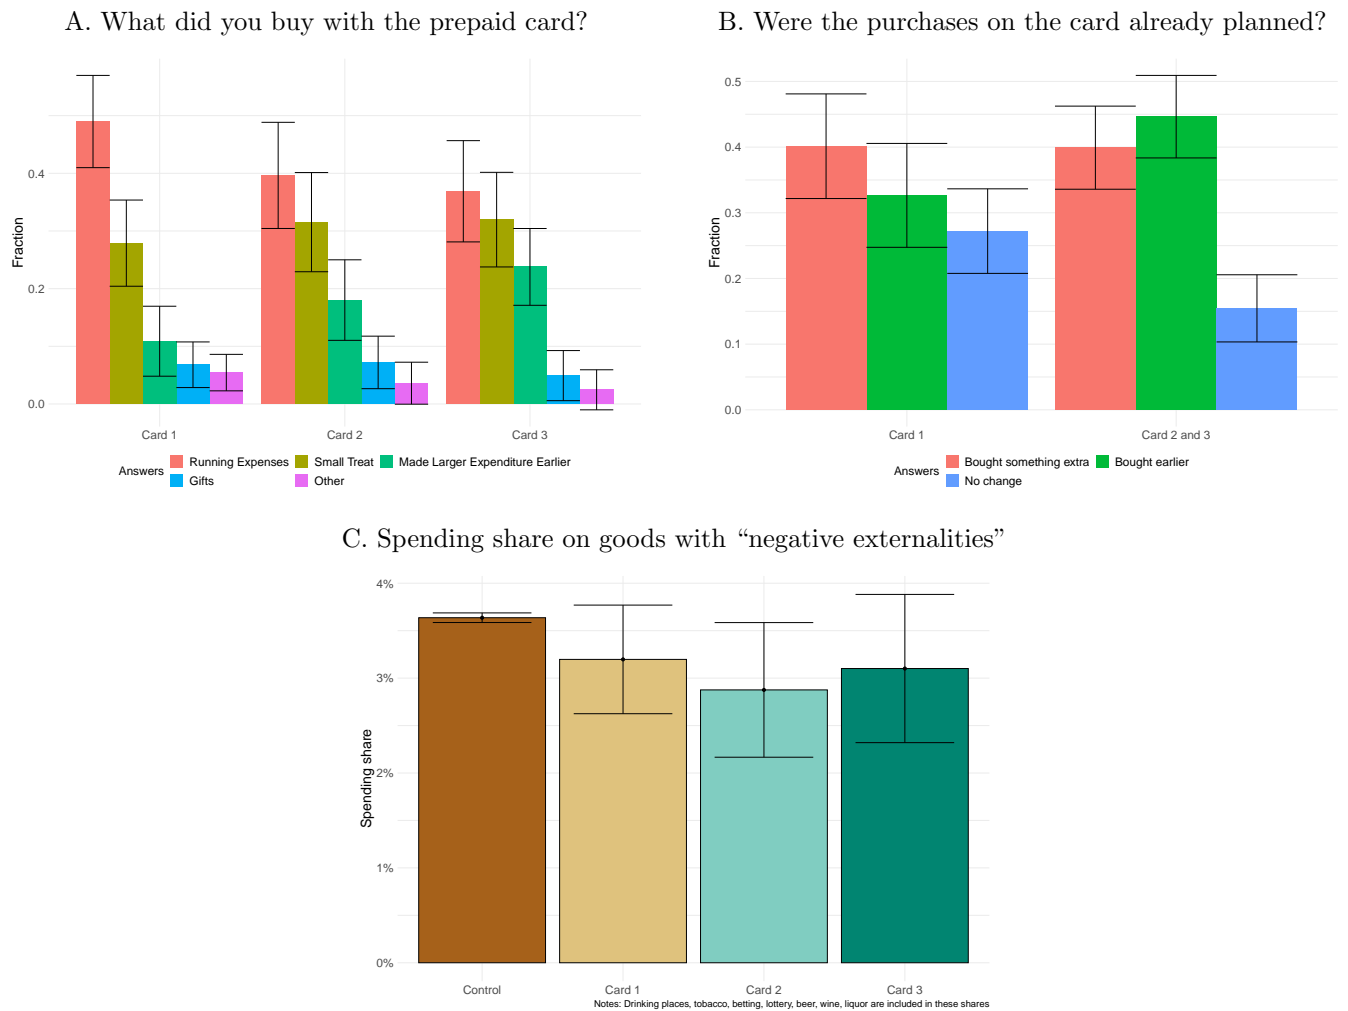 A. What did you buy with the prepaid card?
Fraction
0.4
0.2
0.0
Card 1 Card 2 Card 3
Answers Running Expenses Small Treat Made Larger Expenditure Earlier
Gifts Other
B. Were the purchases on the card already planned?
Fraction
0.5
0.4
0.3
0.2
0.1
0.0
Card 1 Card 2 and 3
Answers Bought something extra Bought earlier
No change
C. Spending share on goods with “negative externalities”
Spending share
4%
3%
2%
1%
0%
Control Card 1 Card 2 Card 3
Notes: Drinking places, tobacco, betting, lottery, beer, wine, liquor are included in these shares